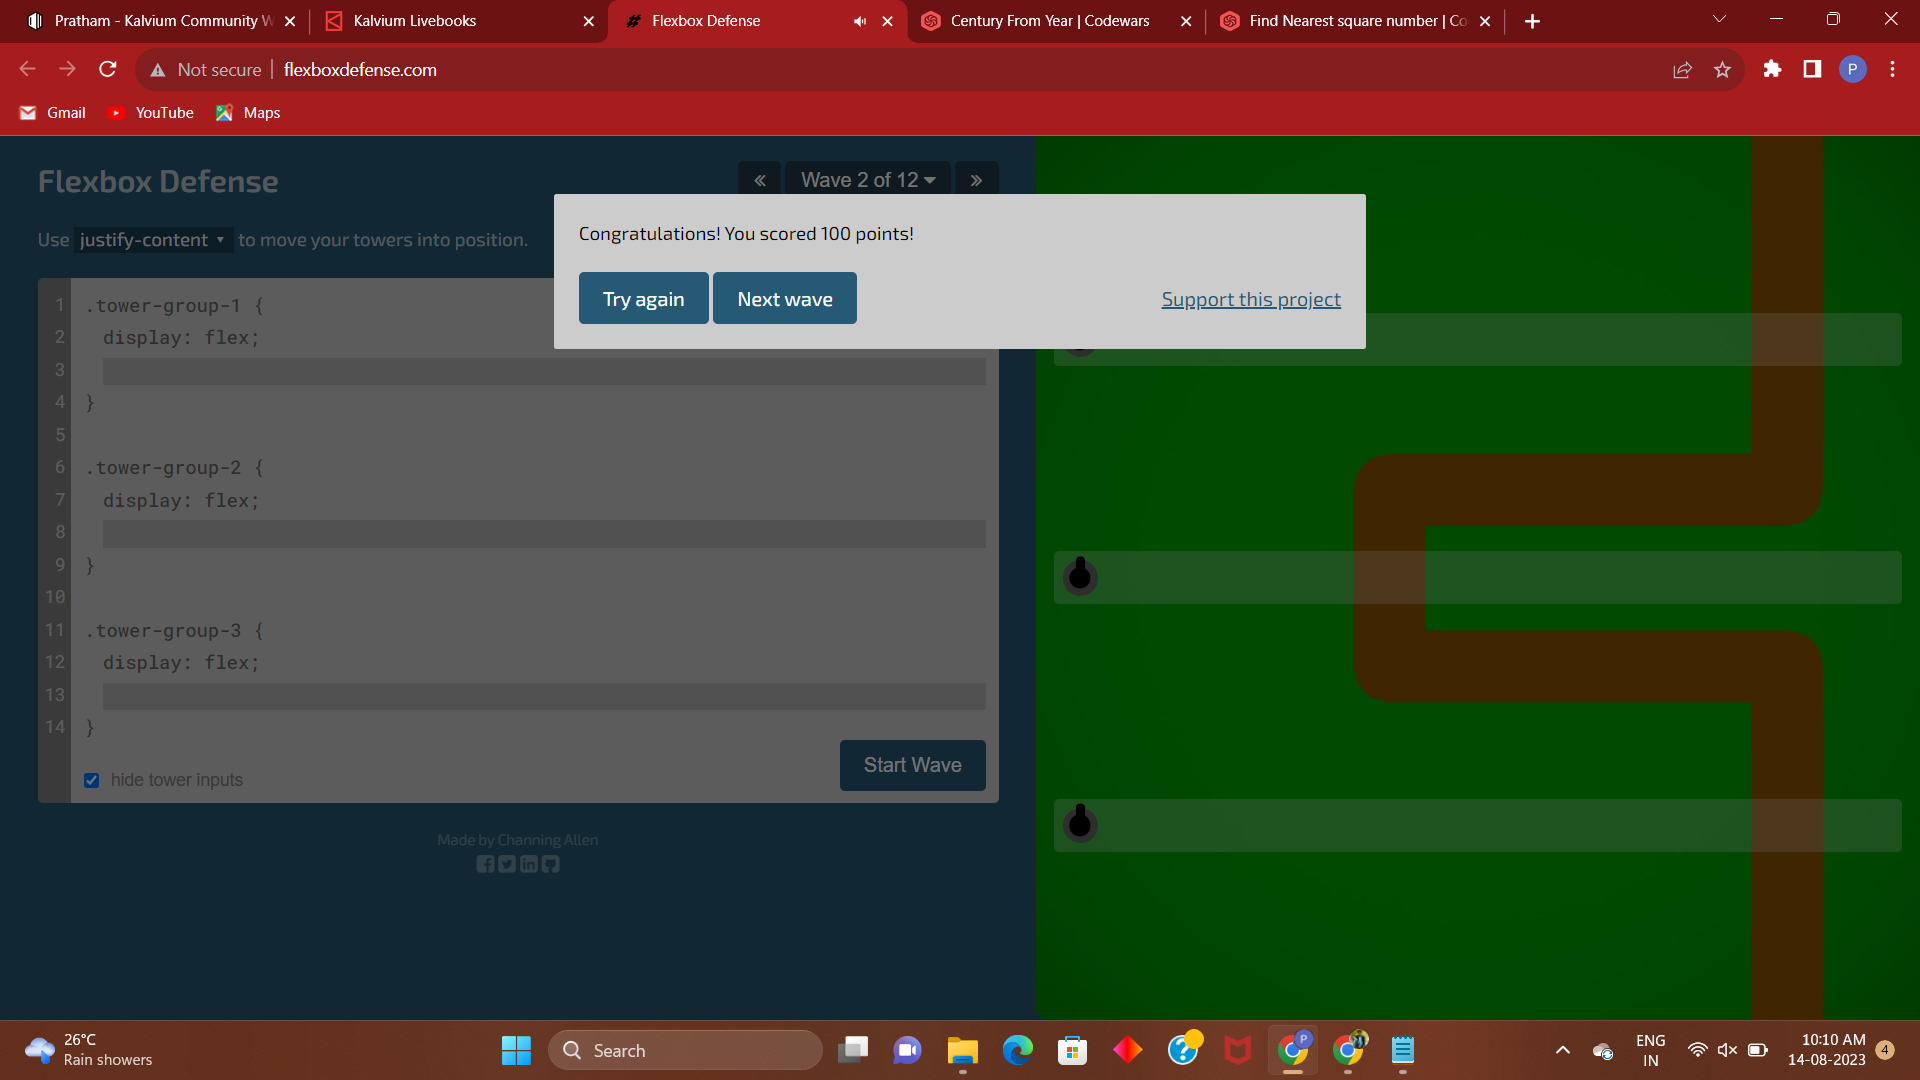 Pratham - Kalvium Community W
Kalvium Livebooks
Flexbox Defense
Century From Year | Codewars
Find Nearest square number | Co
Not secure
flexboxdefense.com
P
Gmail
YouTube
Maps
Flexbox Defense
«
Wave 2 of 12
»
Use justify-content to move your towers into position.
Congratulations! You scored 100 points!
Try again
Next wave
Support this project
1 .tower-group-1 {
2 display: flex;
3
4 }
5
6 .tower-group-2 {
7 display: flex;
8
9 }
10
11 .tower-group-3 {
12 display: flex;
13
14 }
hide tower inputs
Start Wave
Made by Channing Allen
26°C
Rain showers
Search
P
ENG
IN
10:10 AM
14-08-2023
4